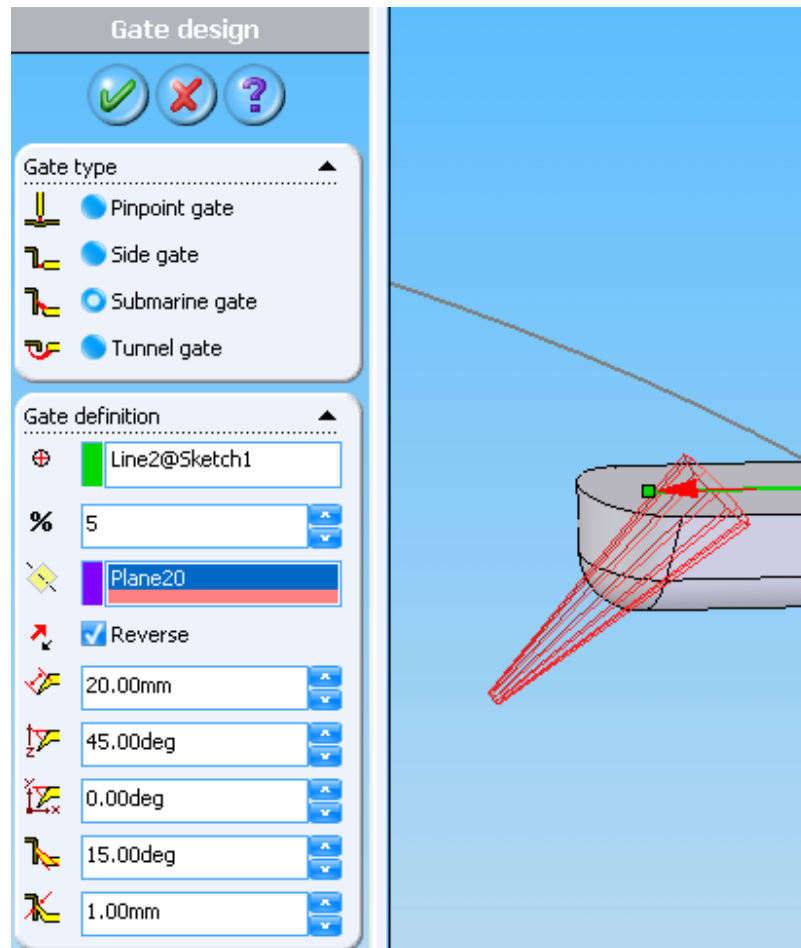 Gate design
Gate type
Pinpoint gate
Side gate
Submarine gate
Tunnel gate
Gate definition
Line2@Sketch1
% 5
Plane20
Reverse
20.00mm
45.00deg
0.00deg
15.00deg
1.00mm